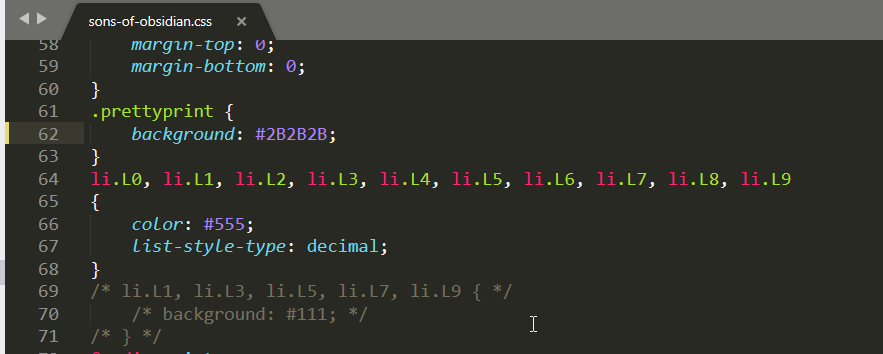 sons-of-obsidian.css ×
58 margin-top: 0;
59 margin-bottom: 0;
60 }
61 .prettyprint {
62 background: #2B2B2B;
63 }
64 li.L0, li.L1, li.L2, li.L3, li.L4, li.L5, li.L6, li.L7, li.L8, li.L9
65 {
66 color: #555;
67 list-style-type: decimal;
68 }
69 /* li.L1, li.L3, li.L5, li.L7, li.L9 { */
70 /* background: #111; */
71 /* } */